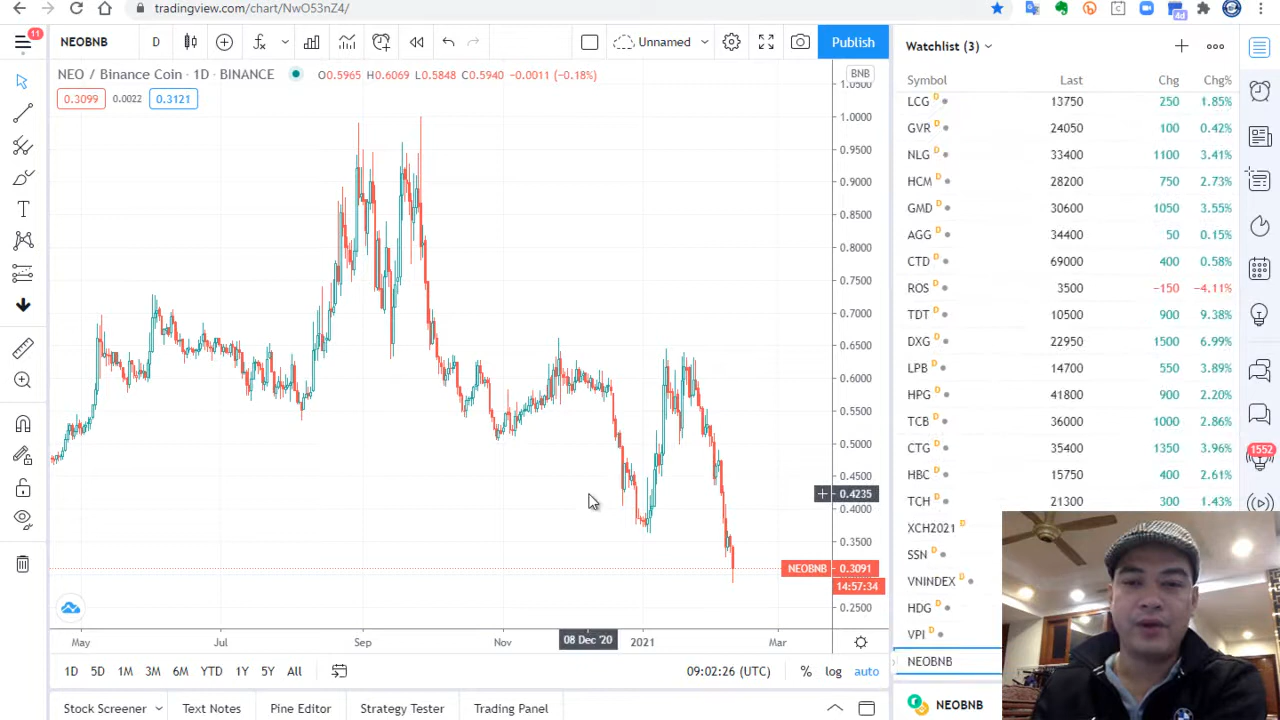 tradingview.com/chart/NwO53nZ4/
4d
11
NEOBNB
D
Unnamed
Publish
Watchlist (3)
NEO / Binance Coin · 1D · BINANCE
O0.5965 H0.6069 L0.5848 C0.5940 −0.0011 (−0.18%)
BNB
0.3099
0.0022
0.3121
1.0500
1.0000
0.9500
0.9000
0.8500
0.8000
0.7500
0.7000
0.6500
0.6000
0.5500
0.5000
0.4500
0.4235
0.4000
0.3500
NEOBNB 0.3091
14:57:34
0.2500
May
Jul
Sep
Nov
08 Dec '20
2021
Mar
1D 5D 1M 3M 6M YTD 1Y 5Y All
09:02:26 (UTC)
%
log
auto
Stock Screener
Text Notes
Pine Editor
Strategy Tester
Trading Panel
Symbol Last Chg Chg%
LCG D 13750 250 1.85%
GVR D 24050 100 0.42%
NLG D 33400 1100 3.41%
HCM D 28200 750 2.73%
GMD D 30600 1050 3.55%
AGG D 34400 50 0.15%
CTD D 69000 400 0.58%
ROS D 3500 −150 −4.11%
TDT D 10500 900 9.38%
DXG D 22950 1500 6.99%
LPB D 14700 550 3.89%
HPG D 41800 900 2.20%
TCB D 36000 1000 2.86%
CTG D 35400 1350 3.96%
HBC D 15750 400 2.61%
TCH D 21300 300 1.43%
XCH2021 D
SSN D
VNINDEX D
HDG D
VPI D
NEOBNB
NEOBNB
1552